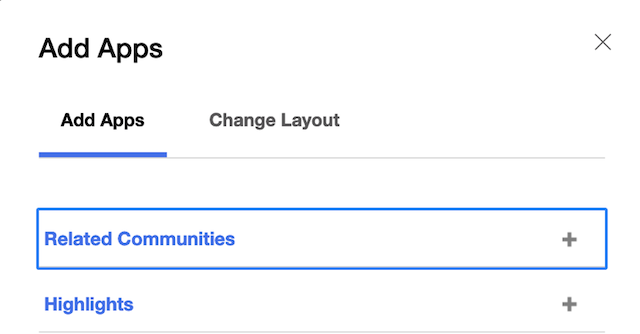 Add Apps
Add Apps Change Layout
Related Communities
Highlights